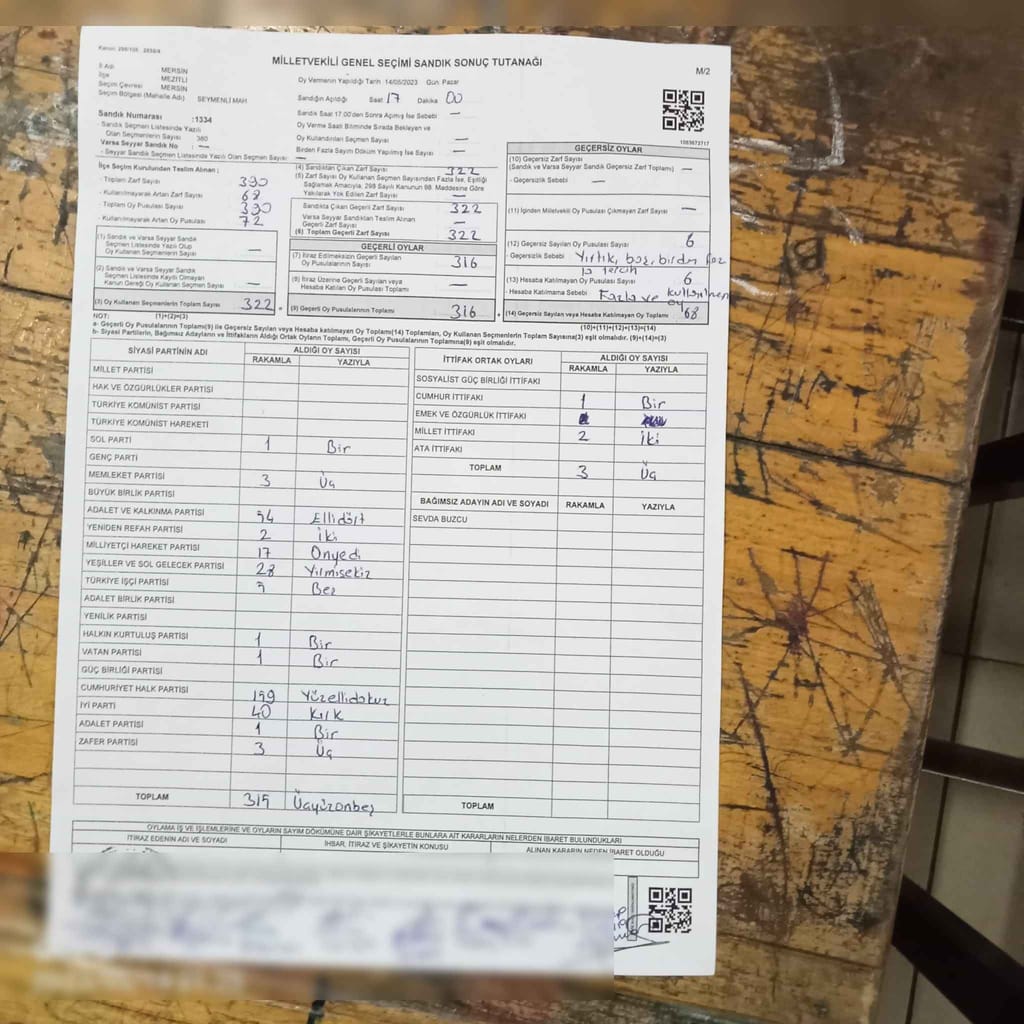 MİLLETVEKİLİ GENEL SEÇİMİ SANDIK SONUÇ TUTANAĞI
M/2
İl Adı MERSİN
İlçe MEZİTLİ
Seçim Çevresi MERSİN
Seçim Bölgesi (Mahalle Adı) SEYMENLİ MAH
Oy Vermenin Yapıldığı Tarih :14/05/2023 Gün :Pazar
Sandığın Açıldığı Saat 17 Dakika 00
Sandık Saat 17.00'den Sonra Açılmış İse Sebebi —
Oy Verme Saati Bitiminde Sırada Bekleyen ve
Oy Kullandırılan Seçmen Sayısı —
Birden Fazla Sayım Döküm Yapılmış İse Sayısı —
Sandık Numarası :1334
- Sandık Seçmen Listesinde Yazılı
Olan Seçmenlerin Sayısı 380
Varsa Seyyar Sandık No —
- Seyyar Sandık Seçmen Listesinde Yazılı Olan Seçmen Sayısı: —
İlçe Seçim Kurulundan Teslim Alınan :
- Toplam Zarf Sayısı 390
- Kullanılmayarak Artan Zarf Sayısı 68
- Toplam Oy Pusulası Sayısı 390
- Kullanılmayarak Artan Oy Pusulası 72
(1) Sandık ve Varsa Seyyar Sandık
Seçmen Listesinde Yazılı Olup
Oy Kullanan Seçmenlerin Sayısı —
(2) Sandık ve Varsa Seyyar Sandık
Seçmen Listesinde Kayıtlı Olmayan
Kanun Gereği Oy Kullanan Seçmen Sayısı —
(3) Oy Kullanan Seçmenlerin Toplam Sayısı 322
(4) Sandıktan Çıkan Zarf Sayısı 322
(5) Zarf Sayısı Oy Kullanan Seçmen Sayısından Fazla İse, Eşitliği
Sağlamak Amacıyla, 298 Sayılı Kanunun 98. Maddesine Göre
Yakılarak Yok Edilen Zarf Sayısı —
Sandıkta Çıkan Geçerli Zarf Sayısı 322
Varsa Seyyar Sandıktan Teslim Alınan
Geçerli Zarf Sayısı —
(6) Toplam Geçerli Zarf Sayısı 322
GEÇERLİ OYLAR
(7) İtiraz Edilmeksizin Geçerli Sayılan
Oy Pusulalarının Sayısı 316
(8) İtiraz Üzerine Geçerli Sayılan veya
Hesaba Katılan Oy Pusulası Toplamı —
(9) Geçerli Oy Pusulalarının Toplamı 316
1083673717
GEÇERSİZ OYLAR
(10) Geçersiz Zarf Sayısı
(Sandık ve Varsa Seyyar Sandık Geçersiz Zarf Toplamı) —
- Geçersizlik Sebebi —
(11) İçinden Milletvekili Oy Pusulası Çıkmayan Zarf Sayısı —
(12) Geçersiz Sayılan Oy Pusulası Sayısı 6
- Geçersizlik Sebebi Yırtık, boş, birden faz
la tercih
(13) Hesaba Katılmayan Oy Pusulası Sayısı 6
- Hesaba Katılmama Sebebi Fazla ve kullanılmayan
oy
(14) Geçersiz Sayılan veya Hesaba Katılmayan Oy Toplamı 68
NOT: (1)+(2)=(3) (10)+(11)+(12)+(13)=(14)
a- Geçerli Oy Pusulalarının Toplamı(9) ile Geçersiz Sayılan veya Hesaba katılmayan Oy Toplamı(14) Toplamları, Oy Kullanan Seçmenlerin Toplam Sayısına(3) eşit olmalıdır. (9)+(14)=(3)
b- Siyasi Partilerin, Bağımsız Adayların ve İttifakların Aldığı Ortak Oyların Toplamı, Geçerli Oy Pusulalarının Toplamına(9) eşit olmalıdır.
SİYASİ PARTİNİN ADI ALDIĞI OY SAYISI
RAKAMLA YAZIYLA
MİLLET PARTİSİ
HAK VE ÖZGÜRLÜKLER PARTİSİ
TÜRKİYE KOMÜNİST PARTİSİ
TÜRKİYE KOMÜNİST HAREKETİ
SOL PARTİ 1 Bir
GENÇ PARTİ
MEMLEKET PARTİSİ 3 Üç
BÜYÜK BİRLİK PARTİSİ
ADALET VE KALKINMA PARTİSİ 54 Ellidört
YENİDEN REFAH PARTİSİ 2 İki
MİLLİYETÇİ HAREKET PARTİSİ 17 Onyedi
YEŞİLLER VE SOL GELECEK PARTİSİ 28 Yirmisekiz
TÜRKİYE İŞÇİ PARTİSİ 5 Beş
ADALET BİRLİK PARTİSİ
YENİLİK PARTİSİ
HALKIN KURTULUŞ PARTİSİ 1 Bir
VATAN PARTİSİ 1 Bir
GÜÇ BİRLİĞİ PARTİSİ
CUMHURİYET HALK PARTİSİ 159 Yüzellidokuz
İYİ PARTİ 40 Kırk
ADALET PARTİSİ 1 Bir
ZAFER PARTİSİ 3 Üç
TOPLAM 315 Üçyüzonbeş
İTTİFAK ORTAK OYLARI ALDIĞI OY SAYISI
RAKAMLA YAZIYLA
SOSYALİST GÜÇ BİRLİĞİ İTTİFAKI
CUMHUR İTTİFAKI 1 Bir
EMEK VE ÖZGÜRLÜK İTTİFAKI
MİLLET İTTİFAKI 2 İki
ATA İTTİFAKI
TOPLAM 3 Üç
BAĞIMSIZ ADAYIN ADI VE SOYADI RAKAMLA YAZIYLA
SEVDA BUZCU
TOPLAM
OYLAMA İŞ VE İŞLEMLERİNE VE OYLARIN SAYIM DÖKÜMÜNE DAİR ŞİKAYETLERLE BUNLARA AİT KARARLARIN NELERDEN İBARET BULUNDUKLARI
İTİRAZ EDENİN ADI VE SOYADI İHBAR, İTİRAZ VE ŞİKAYETİN KONUSU ALINAN KARARIN NEDEN İBARET OLDUĞU